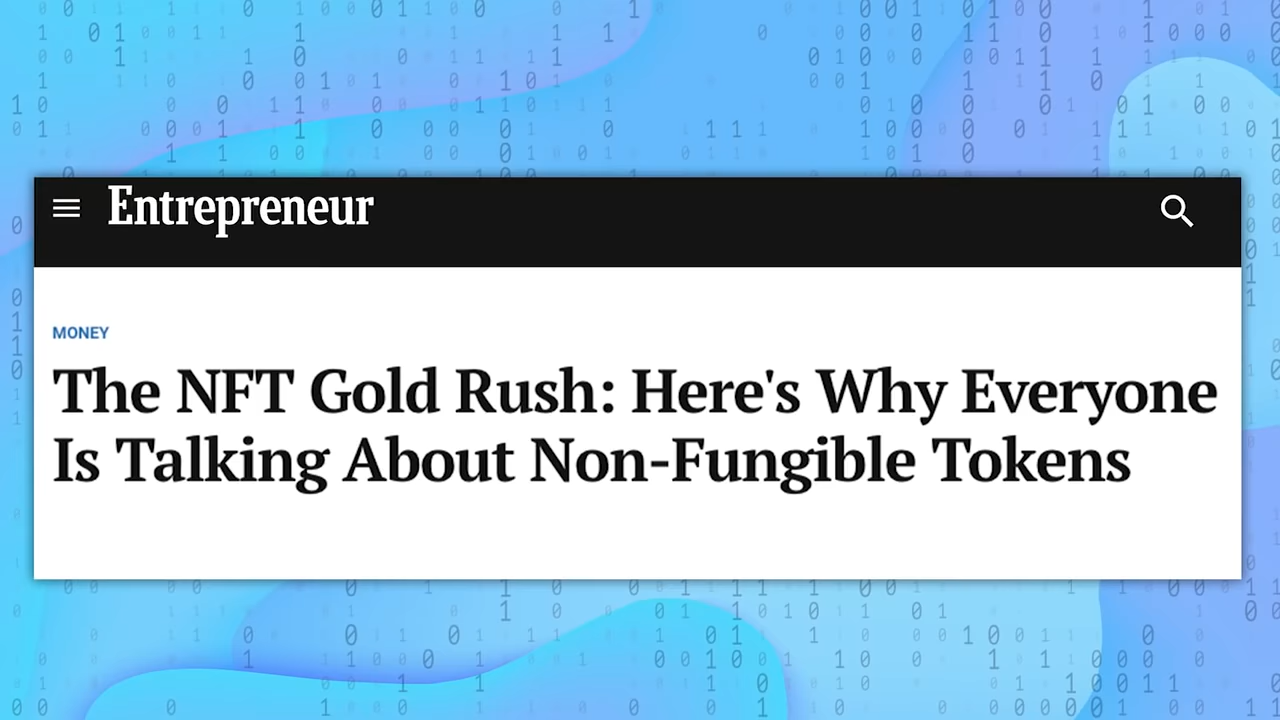 Entrepreneur
MONEY
The NFT Gold Rush: Here's Why Everyone
Is Talking About Non-Fungible Tokens